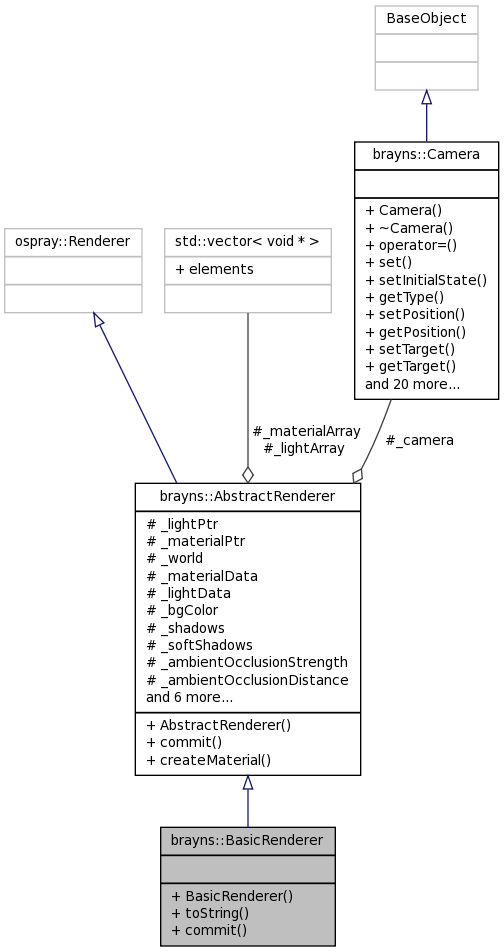 BaseObject
brayns::Camera
+ Camera()
+ ~Camera()
+ operator=()
+ set()
+ setInitialState()
+ getType()
+ setPosition()
+ getPosition()
+ setTarget()
+ getTarget()
and 20 more...
ospray::Renderer
std::vector< void * >
+ elements
#_materialArray
#_lightArray
#_camera
brayns::AbstractRenderer
# _lightPtr
# _materialPtr
# _world
# _materialData
# _lightData
# _bgColor
# _shadows
# _softShadows
# _ambientOcclusionStrength
# _ambientOcclusionDistance
and 6 more...
+ AbstractRenderer()
+ commit()
+ createMaterial()
brayns::BasicRenderer
+ BasicRenderer()
+ toString()
+ commit()